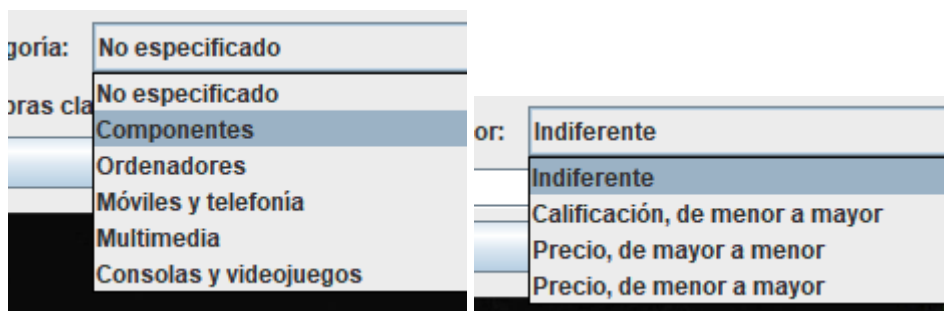 goría: No especificado
No especificado
oras cla
Componentes
Ordenadores
Móviles y telefonía
Multimedia
Consolas y videojuegos
or: Indiferente
Indiferente
Calificación, de menor a mayor
Precio, de mayor a menor
Precio, de menor a mayor